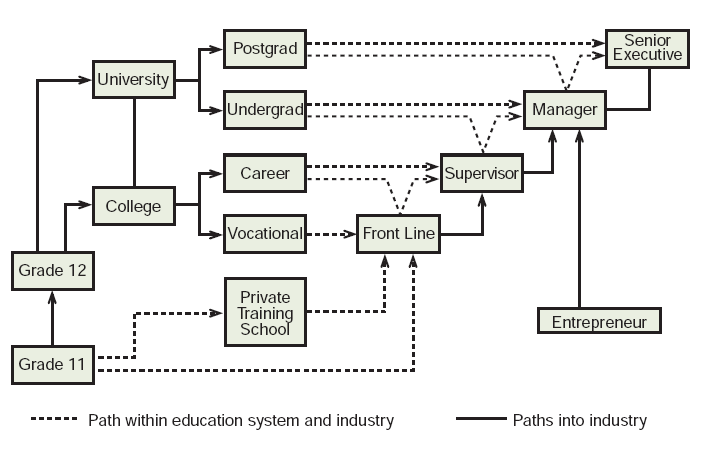 Postgrad
Senior
Executive
University
Undergrad
Manager
Career
Supervisor
College
Vocational
Front Line
Grade 12
Private
Training
School
Entrepreneur
Grade 11
Path within education system and industry
Paths into industry